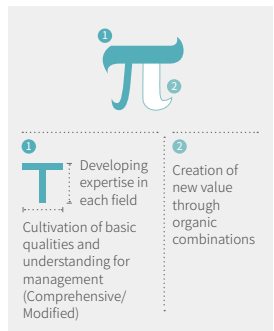 1
π
2
1
T
Developing
expertise in
each field
Cultivation of basic
qualities and
understanding for
management
(Comprehensive/
Modified)
2
Creation of
new value
through
organic
combinations